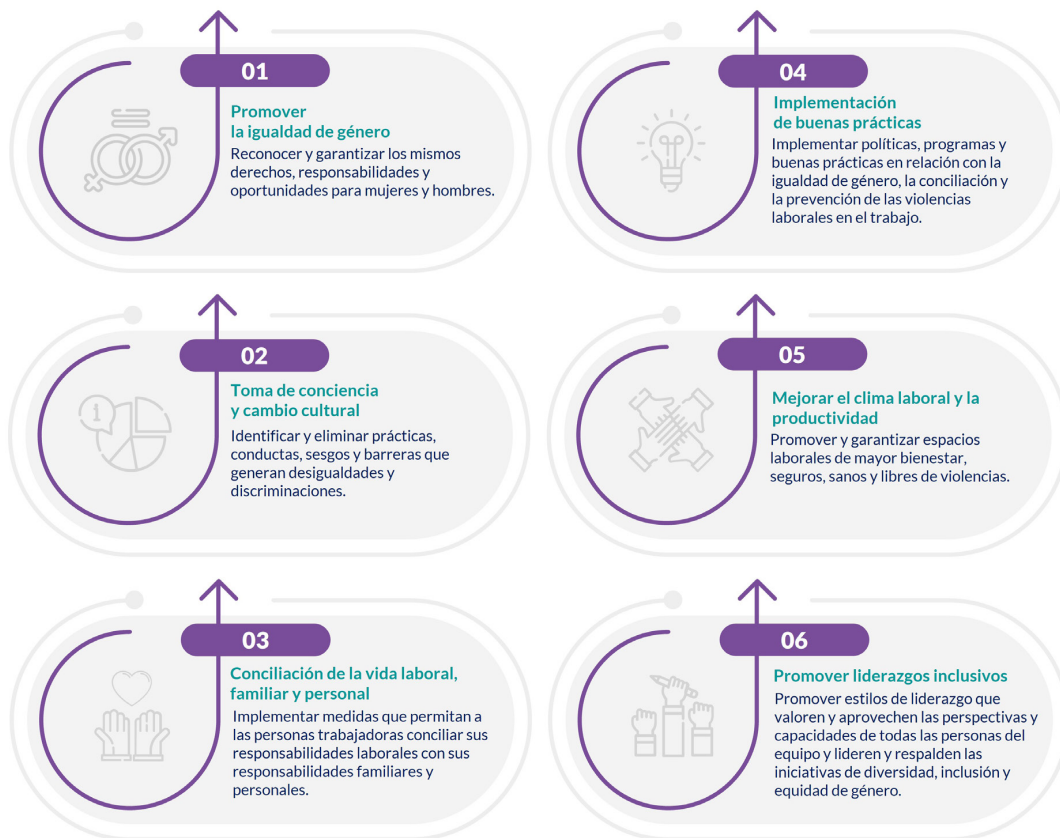 01
Promover
la igualdad de género
Reconocer y garantizar los mismos
derechos, responsabilidades y
oportunidades para mujeres y hombres.
02
Toma de conciencia
y cambio cultural
Identificar y eliminar prácticas,
conductas, sesgos y barreras que
generan desigualdades y
discriminaciones.
03
Conciliación de la vida laboral,
familiar y personal
Implementar medidas que permitan a
las personas trabajadoras conciliar sus
responsabilidades laborales con sus
responsabilidades familiares y
personales.
04
Implementación
de buenas prácticas
Implementar políticas, programas y
buenas prácticas en relación con la
igualdad de género, la conciliación y
la prevención de las violencias
laborales en el trabajo.
05
Mejorar el clima laboral y la
productividad
Promover y garantizar espacios
laborales de mayor bienestar,
seguros, sanos y libres de violencias.
06
Promover liderazgos inclusivos
Promover estilos de liderazgo que
valoren y aprovechen las perspectivas y
capacidades de todas las personas del
equipo y lideren y respalden las
iniciativas de diversidad, inclusión y
equidad de género.